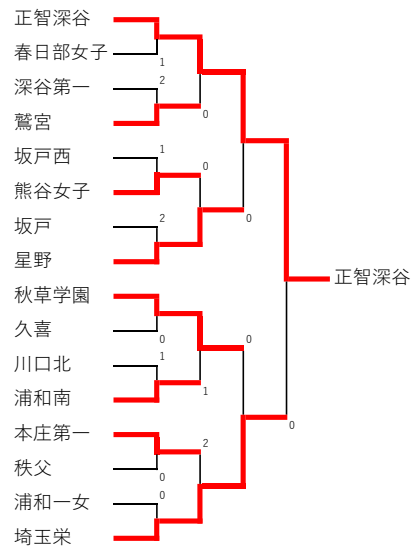 正智深谷
春日部女子
1
深谷第一
2
鷲宮
0
坂戸西
1
熊谷女子
0
坂戸
2
星野
0
正智深谷
秋草学園
久喜
0
0
川口北
1
浦和南
1
本庄第一
0
秩父
2
0
浦和一女
0
埼玉栄